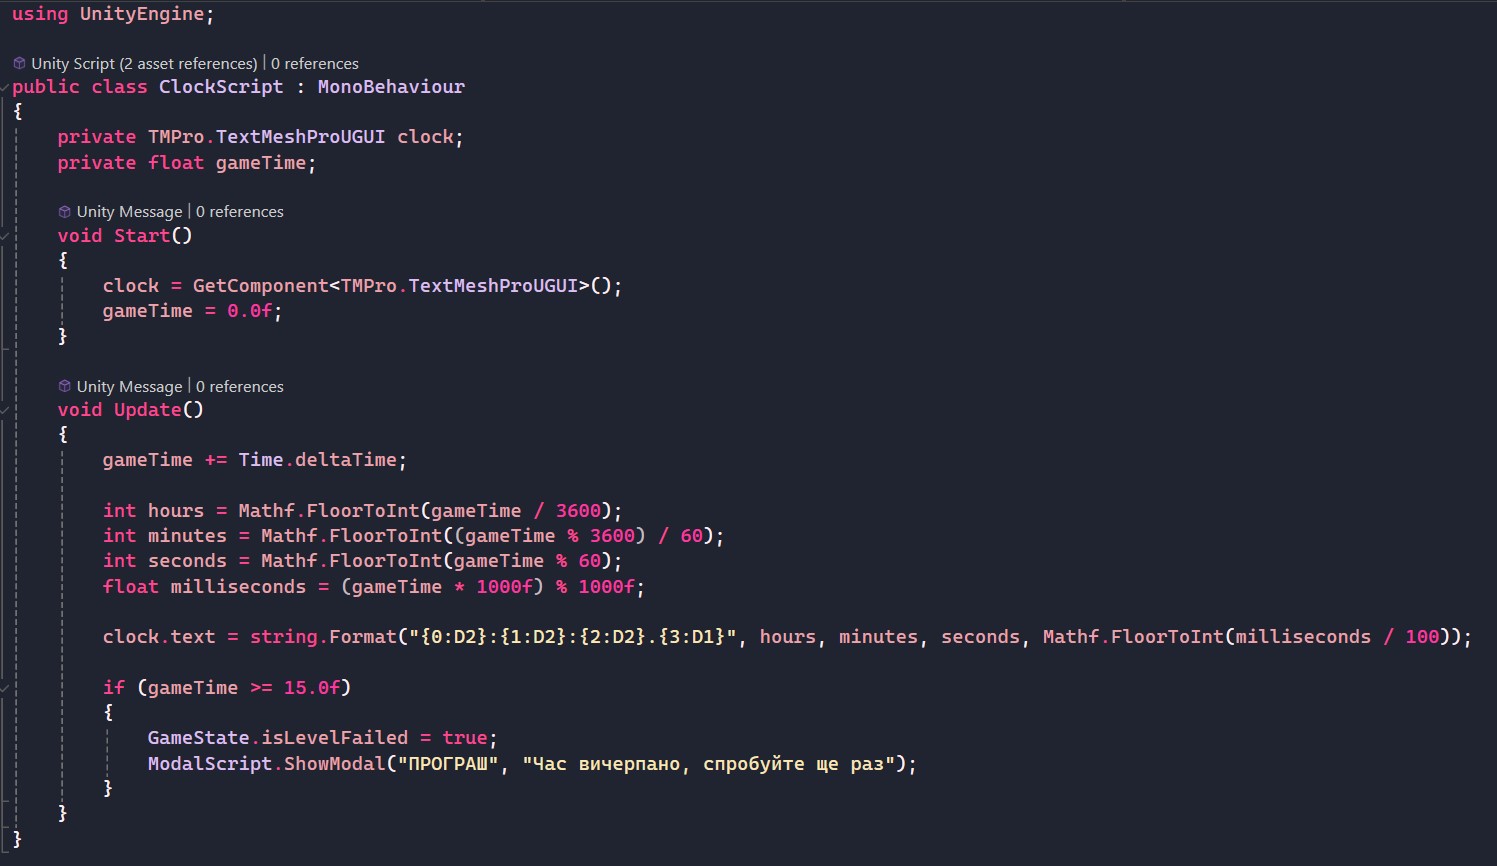 using UnityEngine;
Unity Script (2 asset references) | 0 references
public class ClockScript : MonoBehaviour
{
private TMPro.TextMeshProUGUI clock;
private float gameTime;
Unity Message | 0 references
void Start()
{
clock = GetComponent<TMPro.TextMeshProUGUI>();
gameTime = 0.0f;
}
Unity Message | 0 references
void Update()
{
gameTime += Time.deltaTime;
int hours = Mathf.FloorToInt(gameTime / 3600);
int minutes = Mathf.FloorToInt((gameTime % 3600) / 60);
int seconds = Mathf.FloorToInt(gameTime % 60);
float milliseconds = (gameTime * 1000f) % 1000f;
clock.text = string.Format("{0:D2}:{1:D2}:{2:D2}.{3:D1}", hours, minutes, seconds, Mathf.FloorToInt(milliseconds / 100));
if (gameTime >= 15.0f)
{
GameState.isLevelFailed = true;
ModalScript.ShowModal("ПРОГРАШ", "Час вичерпано, спробуйте ще раз");
}
}
}